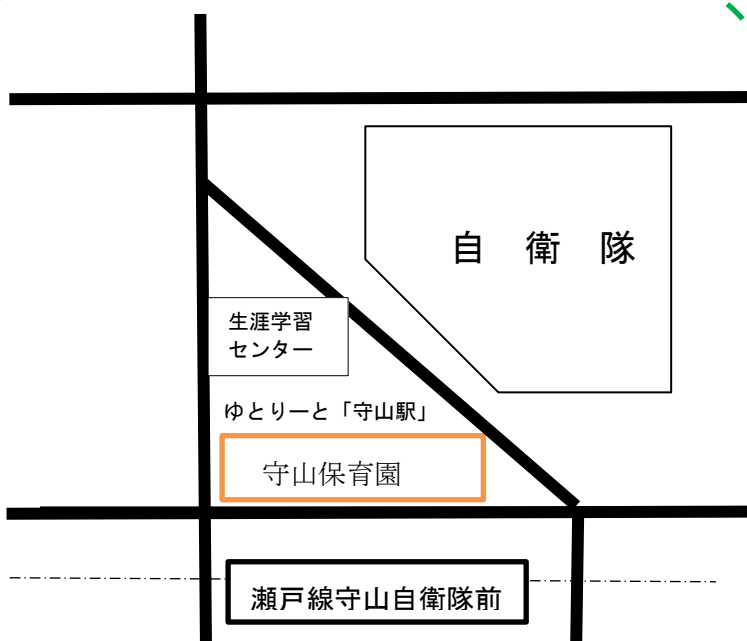 自　衛　隊
生涯学習
センター
ゆとりーと「守山駅」
守山保育園
瀬戸線守山自衛隊前